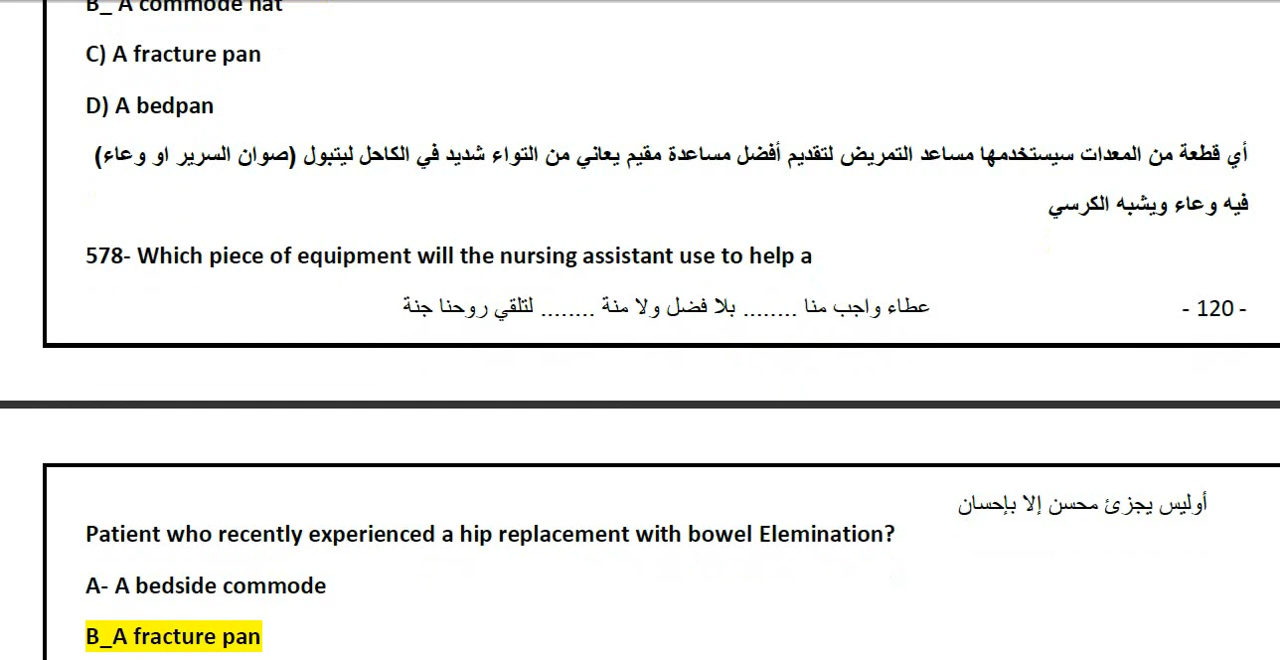 B_ A commode hat
C) A fracture pan
D) A bedpan
أي قطعة من المعدات سيستخدمها مساعد التمريض لتقديم أفضل مساعدة مقيم يعاني من التواء شديد في الكاحل ليتبول (صوان السرير او وعاء)
فيه وعاء ويشبه الكرسي
578- Which piece of equipment will the nursing assistant use to help a
عطاء واجب منا ........ بلا فضل ولا منة ........ لتلقي روحنا جنة
- 120 -
أوليس يجزئ محسن إلا بإحسان
Patient who recently experienced a hip replacement with bowel Elemination?
A- A bedside commode
B_A fracture pan